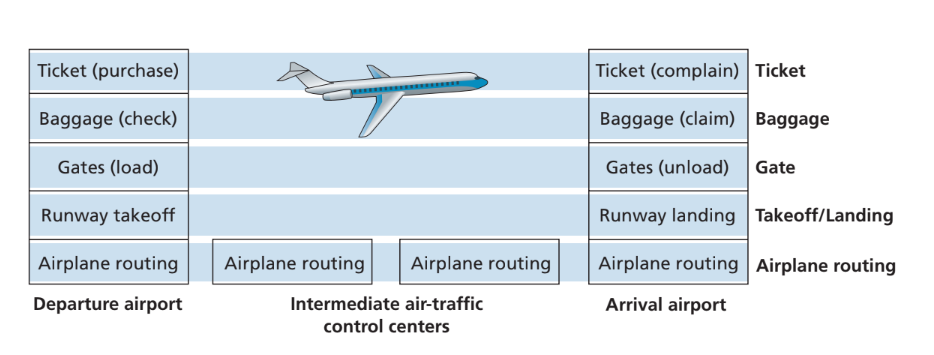 Ticket (purchase)
Ticket (complain)
Ticket
Baggage (check)
Baggage (claim)
Baggage
Gates (load)
Gates (unload)
Gate
Runway takeoff
Runway landing
Takeoff/Landing
Airplane routing
Airplane routing
Airplane routing
Airplane routing
Airplane routing
Departure airport
Intermediate air-traffic
control centers
Arrival airport